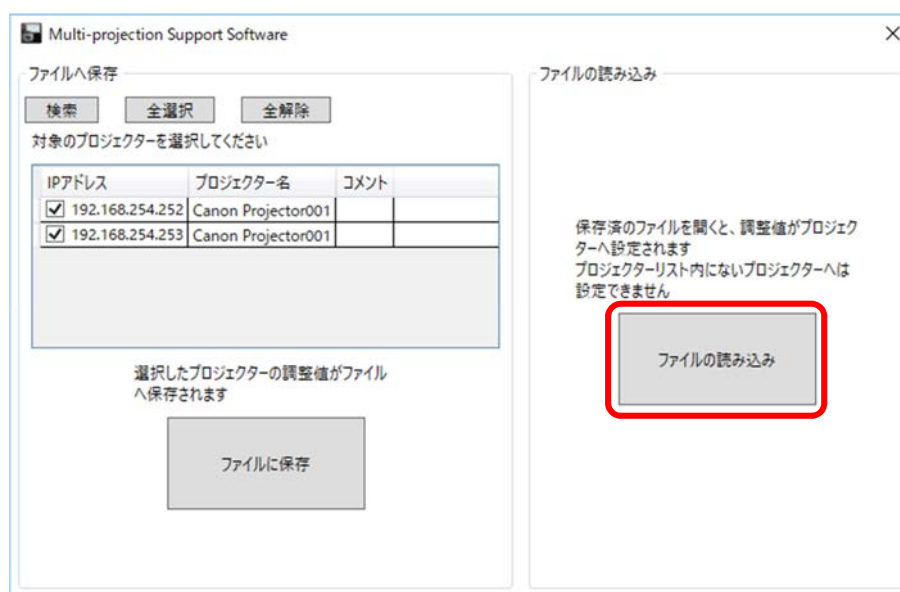 Multi-projection Support Software
ファイルへ保存
検索 全選択 全解除
対象のプロジェクターを選択してください
IPアドレス プロジェクター名 コメント
192.168.254.252 Canon Projector001
192.168.254.253 Canon Projector001
選択したプロジェクターの調整値がファイル
へ保存されます
ファイルに保存
ファイルの読み込み
保存済のファイルを開くと、調整値がプロジェク
ターへ設定されます
プロジェクターリスト内にないプロジェクターへは
設定できません
ファイルの読み込み